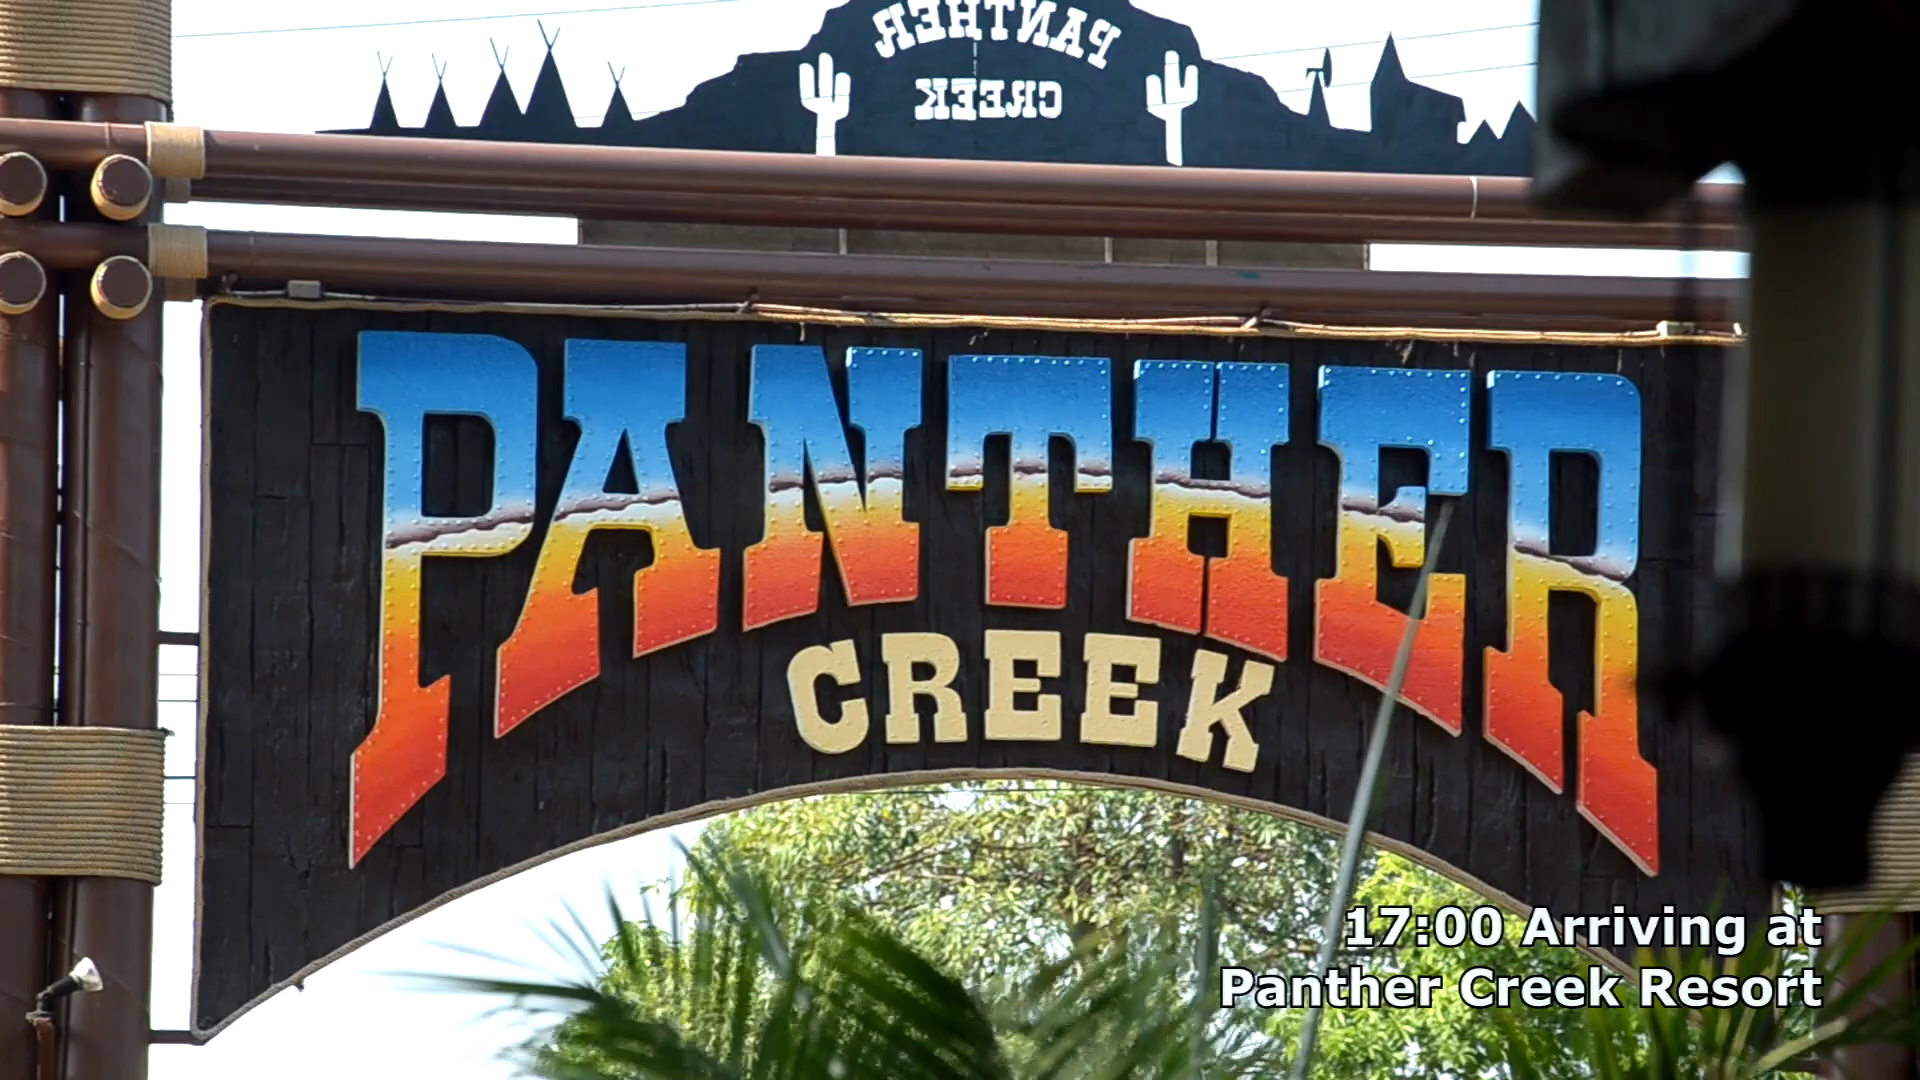 PANTHER
CREEK
PANTHER
CREEK
17:00 Arriving at
Panther Creek Resort